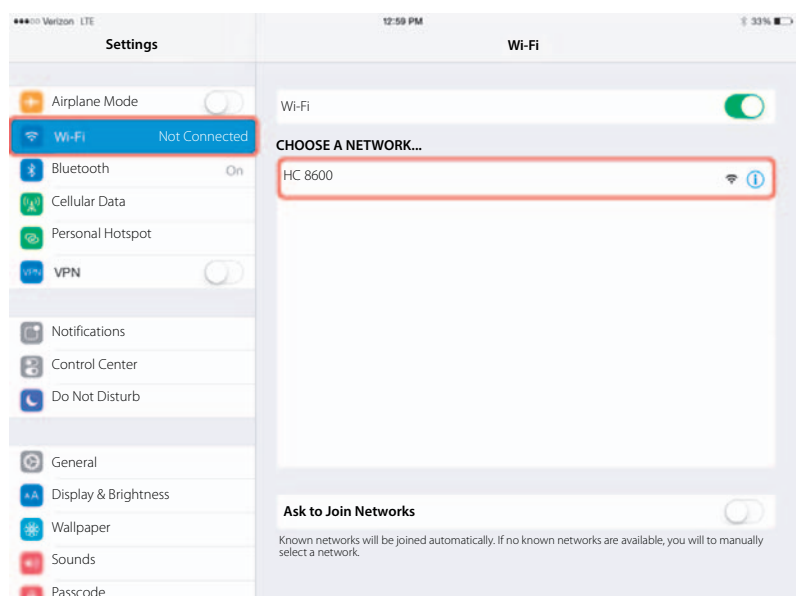 Verizon LTE
12:59 PM
33%
Settings
Wi-Fi
Airplane Mode
Wi-Fi Not Connected
Bluetooth On
Cellular Data
Personal Hotspot
VPN VPN
Notifications
Control Center
Do Not Disturb
General
AA Display & Brightness
Wallpaper
Sounds
Passcode
Wi-Fi
CHOOSE A NETWORK...
HC 8600
Ask to Join Networks
Known networks will be joined automatically. If no known networks are available, you will to manually
select a network.